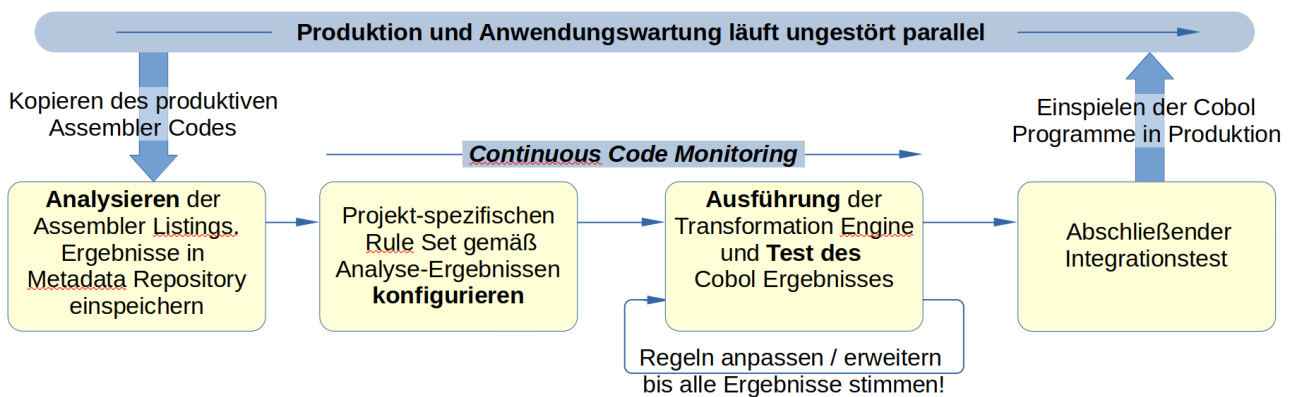 Produktion und Anwendungswartung läuft ungestört parallel
Kopieren des produktiven
Assembler Codes
Einspielen der Cobol
Programme in Produktion
Continuous Code Monitoring
Analysieren der
Assembler Listings.
Ergebnisse in
Metadata Repository
einspeichern
Projekt-spezifischen
Rule Set gemäß
Analyse-Ergebnissen
konfigurieren
Ausführung der
Transformation Engine
und Test des
Cobol Ergebnisses
Abschließender
Integrationstest
Regeln anpassen / erweitern
bis alle Ergebnisse stimmen!